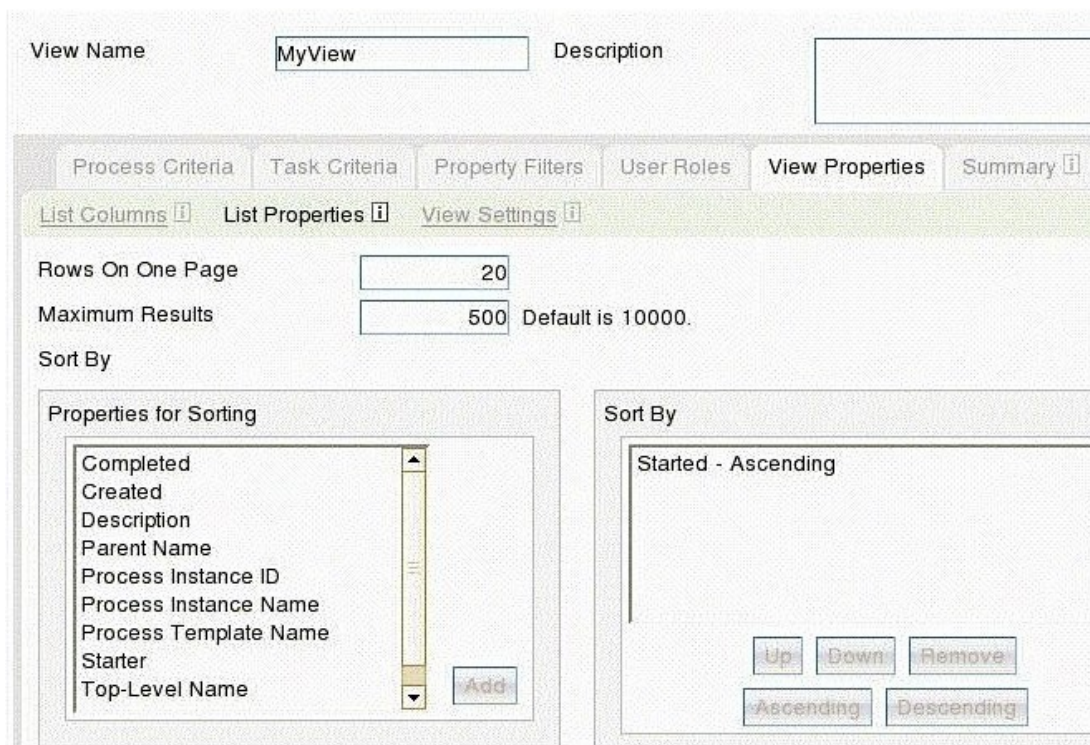 View Name MyView Description
Process Criteria Task Criteria Property Filters User Roles View Properties Summary i
List Columns i List Properties i View Settings i
Rows On One Page 20
Maximum Results 500 Default is 10000.
Sort By
Properties for Sorting
Completed
Created
Description
Parent Name
Process Instance ID
Process Instance Name
Process Template Name
Starter
Top-Level Name
Add
Sort By
Started - Ascending
Up Down Remove
Ascending Descending